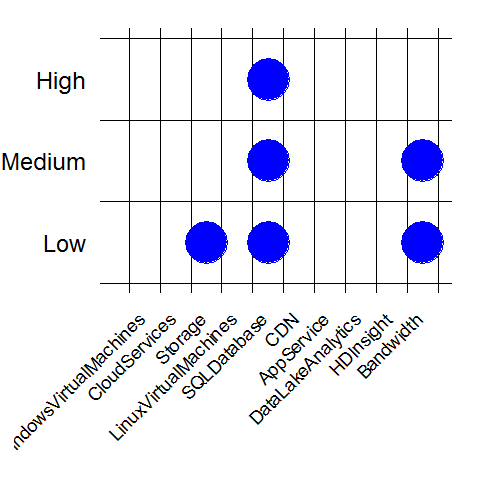 High
Medium
Low
ndowsVirtualMachines
CloudServices
Storage
LinuxVirtualMachines
SQLDatabase
CDN
AppService
DataLakeAnalytics
HDInsight
Bandwidth